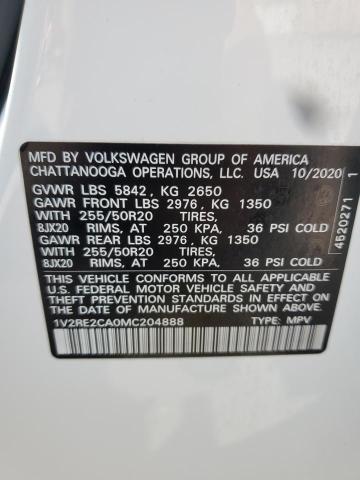 MFD. BY VOLKSWAGEN GROUP OF AMERICA
CHATTANOOGA OPERATIONS, LLC. USA 10/2020
GVWR LBS 5842, KG 2650
GAWR FRONT LBS 2976, KG 1350
WITH 255/50R20 TIRES,
8JX20 RIMS, AT 250 KPA, 36 PSI COLD
GAWR REAR LBS 2976, KG 1350
WITH 255/50R20 TIRES,
8JX20 RIMS, AT 250 KPA, 36 PSI COLD
THIS VEHICLE CONFORMS TO ALL APPLICABLE
U.S. FEDERAL MOTOR VEHICLE SAFETY AND
THEFT PREVENTION STANDARDS IN EFFECT ON
THE DATE OF MANUFACTURE SHOWN ABOVE.
1V2RE2CA0MC204888 TYPE: MPV
4520271 1